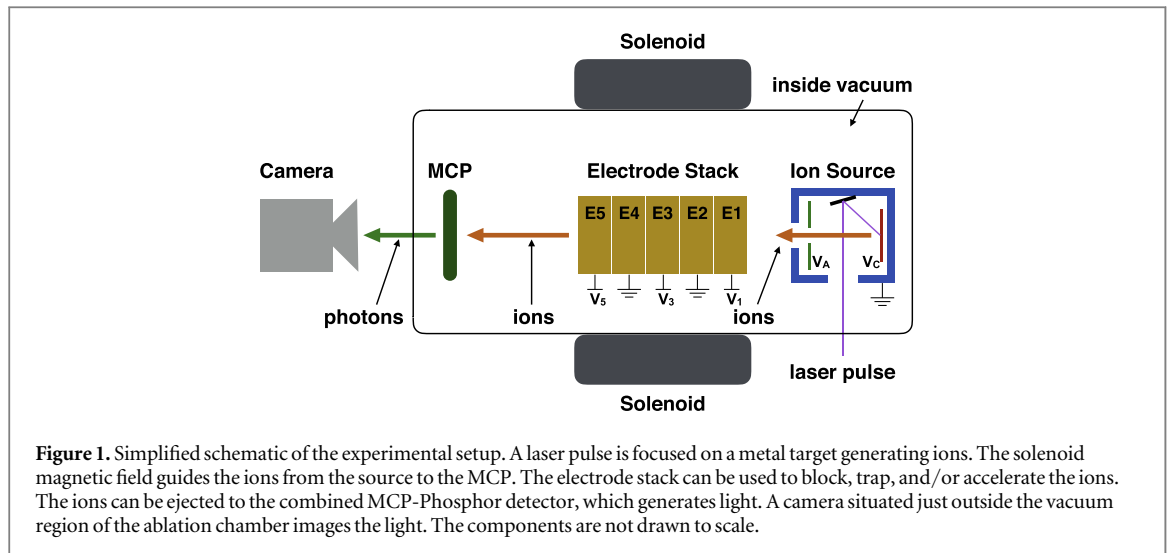 Solenoid
inside vacuum
Camera
MCP
Electrode Stack
Ion Source
E5 E4 E3 E2 E1
V_A V_C
V_5 V_3 V_1
photons
ions
ions
laser pulse
Solenoid
Figure 1. Simplified schematic of the experimental setup. A laser pulse is focused on a metal target generating ions. The solenoid
magnetic field guides the ions from the source to the MCP. The electrode stack can be used to block, trap, and/or accelerate the ions.
The ions can be ejected to the combined MCP-Phosphor detector, which generates light. A camera situated just outside the vacuum
region of the ablation chamber images the light. The components are not drawn to scale.